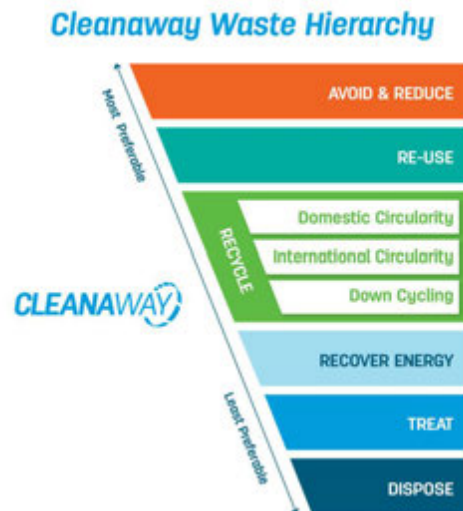 Cleanaway Waste Hierarchy
Most Preferable
AVOID & REDUCE
RE-USE
RECYCLE
Domestic Circularity
International Circularity
Down Cycling
CLEANAWAY
RECOVER ENERGY
Least Preferable
TREAT
DISPOSE